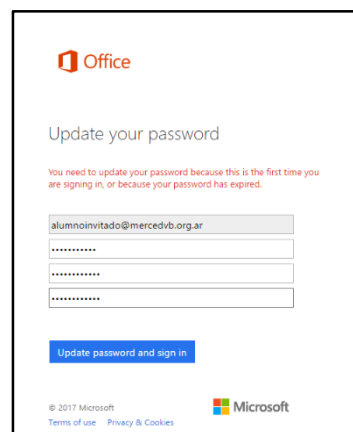 Office
Update your password
You need to update your password because this is the first time you
are signing in, or because your password has expired.
alumnoinvitado@mercedvb.org.ar
•••••••••••
••••••••••••
••••••••••••
Update password and sign in
© 2017 Microsoft
Microsoft
Terms of use Privacy & Cookies